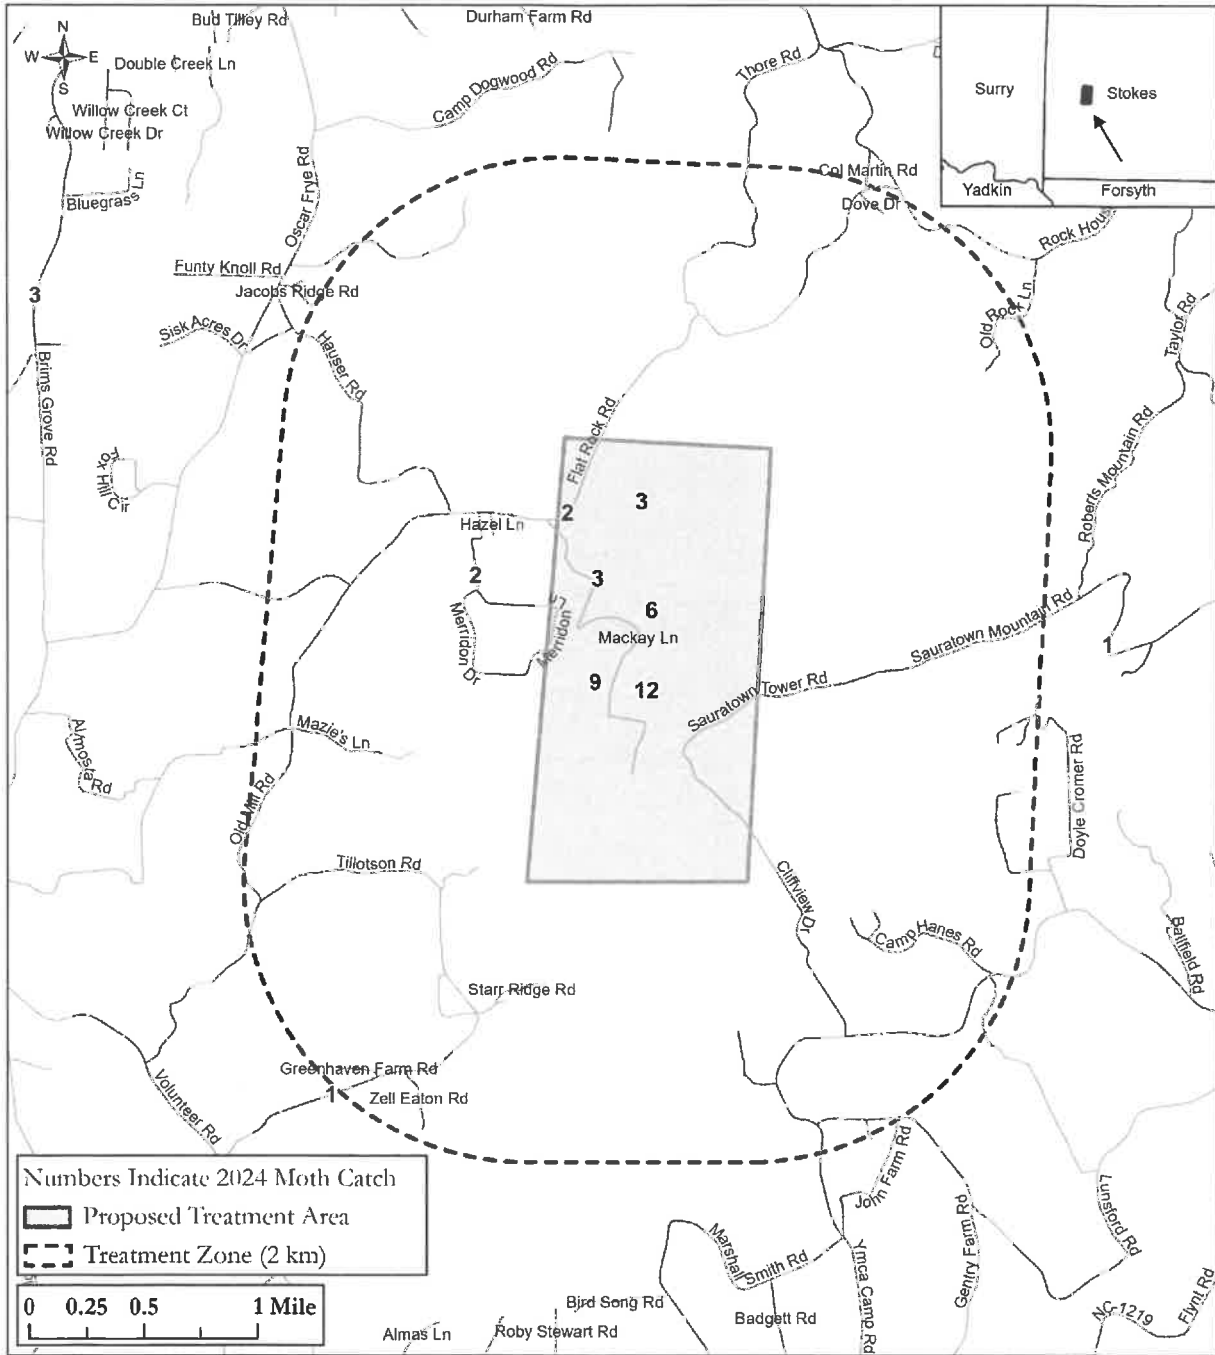 Bud Tilley Rd
Durham Farm Rd
N
W E
S
Double Creek Ln
Willow Creek Ct
Willow Creek Dr
Bluegrass Ln
Camp Dogwood Rd
Thore Rd
Surry
Stokes
Yadkin
Forsyth
Oscar Frye Rd
Col Martin Rd
Dove Dr
Rock Hous
Funty Knoll Rd
Jacobs Ridge Rd
3
Sisk Acres Dr
Hauser Rd
Old Rock Ln
Taylor Rd
Brims Grove Rd
Fox Hill Cir
Flat Rock Rd
Roberts Mountain Rd
3
2
Hazel Ln
2
3
6
Merridon Ln
Merridon Dr
Mackay Ln
Sauratown Mountain Rd
1
9
12
Sauratown Tower Rd
Mazie's Ln
Almosta Rd
Old Mill Rd
Doyle Cromer Rd
Tillotson Rd
Cliffview Dr
Camp Hanes Rd
Ballfield Rd
Starr Ridge Rd
Greenhaven Farm Rd
1
Zell Eaton Rd
Volunteer Rd
John Farm Rd
Lunsford Rd
Numbers Indicate 2024 Moth Catch
Proposed Treatment Area
Treatment Zone (2 km)
0 0.25 0.5 1 Mile
Marshall Smith Rd
Ymca Camp Rd
Gentry Farm Rd
Flynt Rd
NC-1219
Bird Song Rd
Badgett Rd
Almas Ln
Roby Stewart Rd